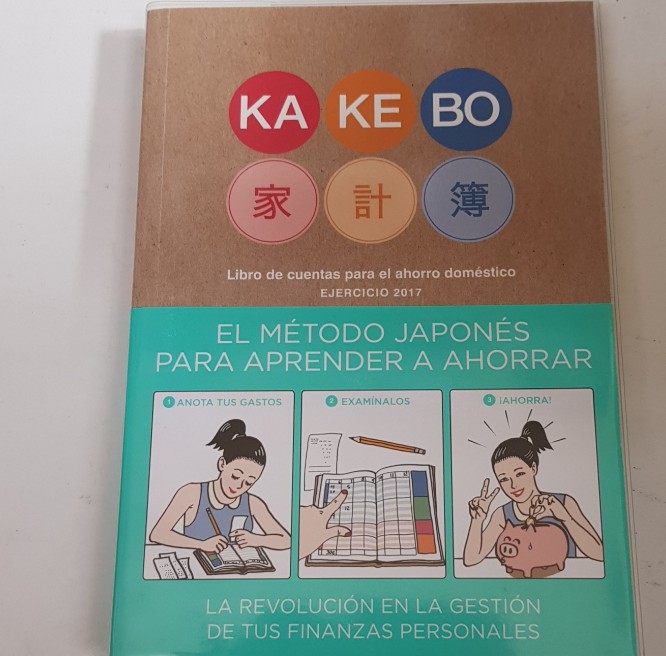 KA KE BO
家 計 簿
Libro de cuentas para el ahorro doméstico
EJERCICIO 2017
EL MÉTODO JAPONÉS
PARA APRENDER A AHORRAR
1 ANOTA TUS GASTOS
2 EXAMÍNALOS
3 ¡AHORRA!
LA REVOLUCIÓN EN LA GESTIÓN
DE TUS FINANZAS PERSONALES